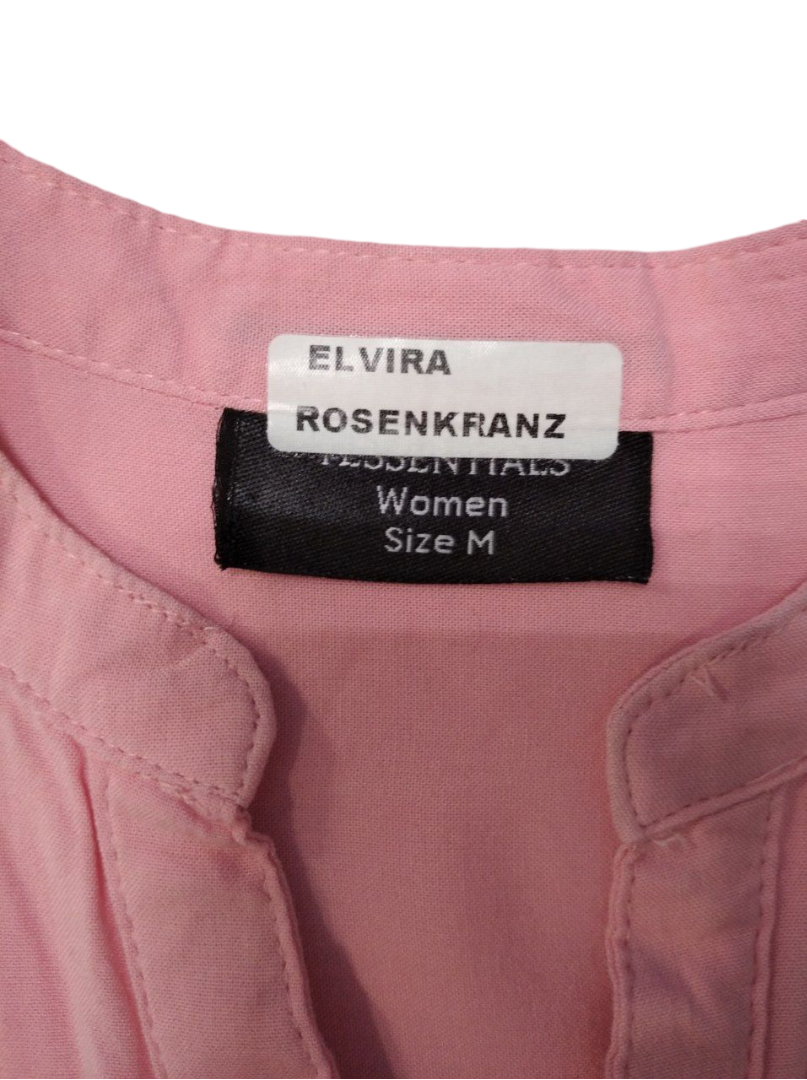 ELVIRA
ROSENKRANZ
Women
Size M